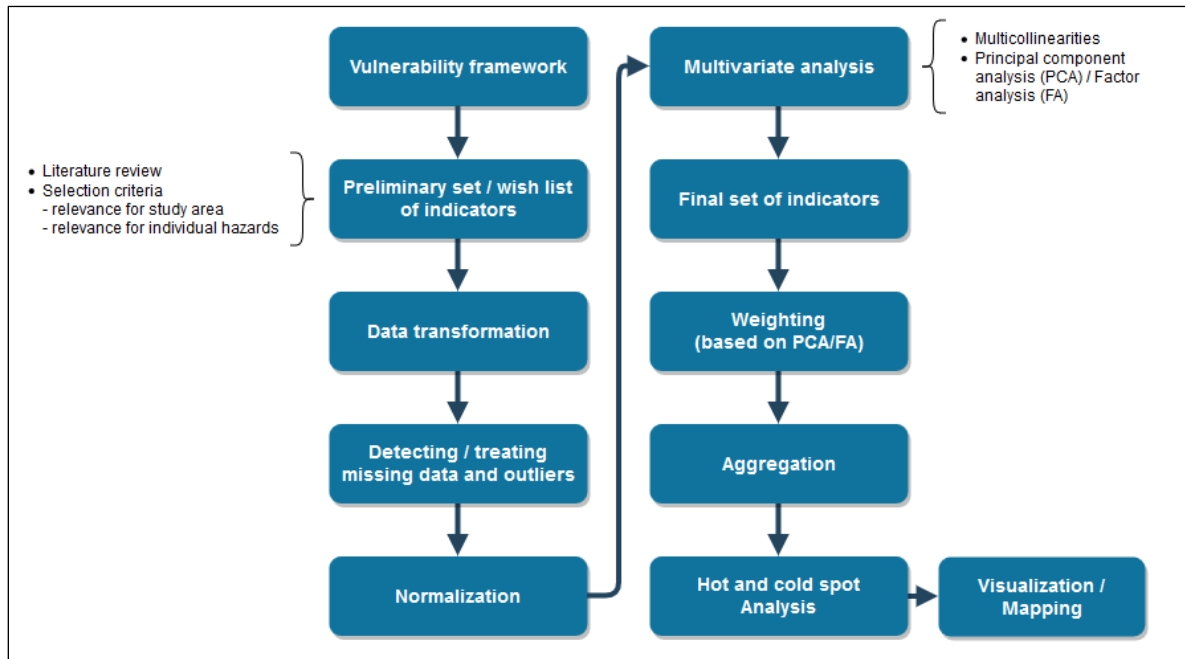 Vulnerability framework
• Literature review
• Selection criteria
- relevance for study area
- relevance for individual hazards
Preliminary set / wish list
of indicators
Data transformation
Detecting / treating
missing data and outliers
Normalization
Multivariate analysis
• Multicollinearities
• Principal component
analysis (PCA) / Factor
analysis (FA)
Final set of indicators
Weighting
(based on PCA/FA)
Aggregation
Hot and cold spot
Analysis
Visualization /
Mapping